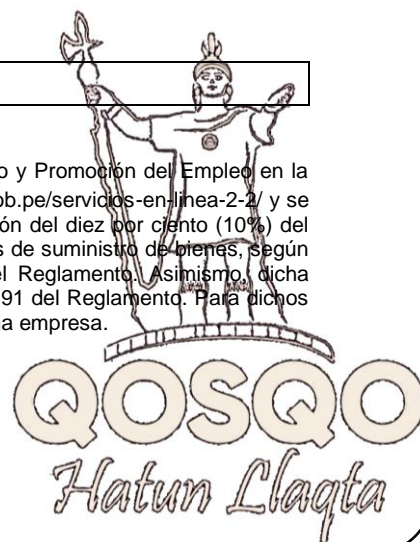 o y Promoción del Empleo en la
ob.pe/servicios-en-linea-2-2/ y se
ón del diez por ciento (10%) del
s de suministro de bienes, según
el Reglamento. Asimismo, dicha
91 del Reglamento. Para dichos
na empresa.
QOSQO
Hatun Llaqta